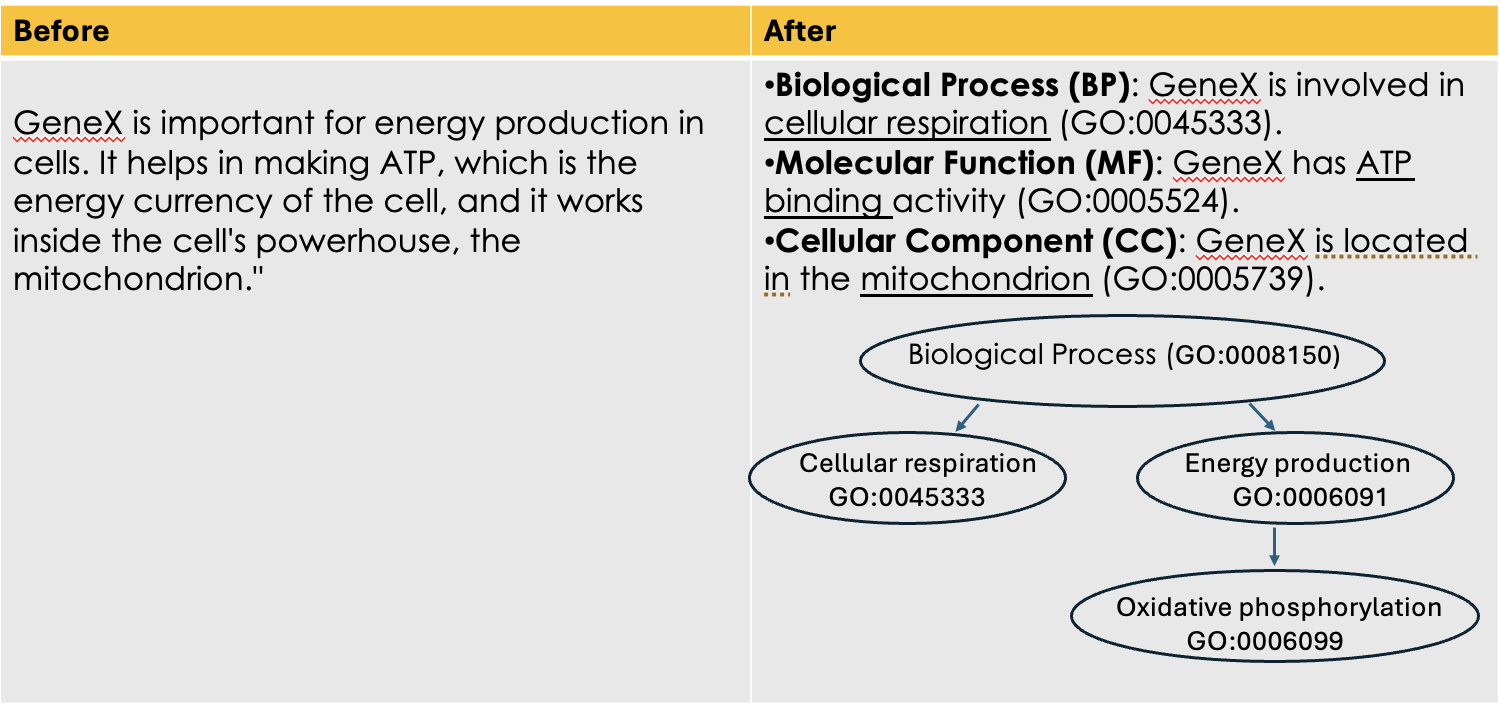 Before
GeneX is important for energy production in
cells. It helps in making ATP, which is the
energy currency of the cell, and it works
inside the cell's powerhouse, the
mitochondrion."
After
•Biological Process (BP): GeneX is involved in
cellular respiration (GO:0045333).
•Molecular Function (MF): GeneX has ATP
binding activity (GO:0005524).
•Cellular Component (CC): GeneX is located
in the mitochondrion (GO:0005739).
Biological Process (GO:0008150)
Cellular respiration
GO:0045333
Energy production
GO:0006091
Oxidative phosphorylation
GO:0006099